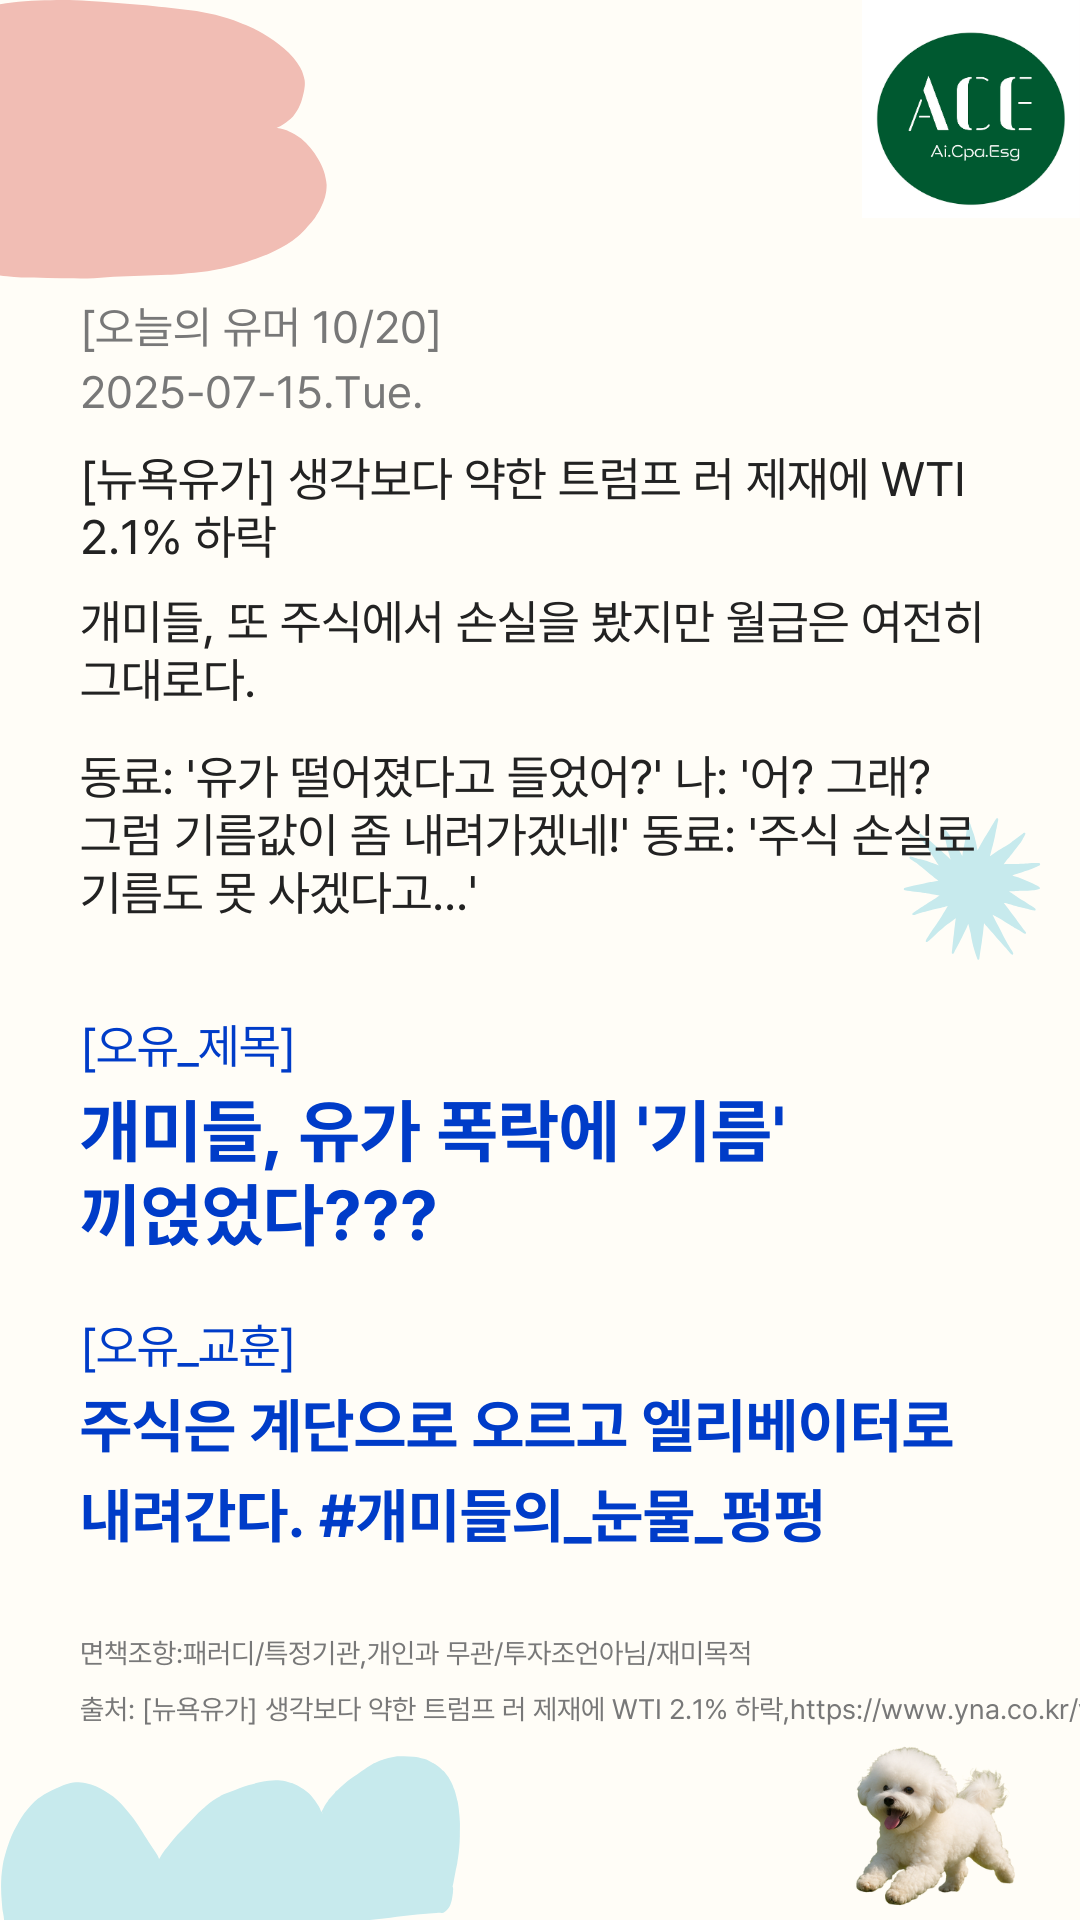 ACE
Ai.Cpa.Esg
[오늘의 유머 10/20]
2025-07-15.Tue.
[뉴욕유가] 생각보다 약한 트럼프 러 제재에 WTI
2.1% 하락
개미들, 또 주식에서 손실을 봤지만 월급은 여전히
그대로다.
동료: '유가 떨어졌다고 들었어?' 나: '어? 그래?
그럼 기름값이 좀 내려가겠네!' 동료: '주식 손실로
기름도 못 사겠다고...'
[오유_제목]
개미들, 유가 폭락에 '기름'
끼얹었다???
[오유_교훈]
주식은 계단으로 오르고 엘리베이터로
내려간다. #개미들의_눈물_펑펑
면책조항:패러디/특정기관,개인과 무관/투자조언아님/재미목적
출처: [뉴욕유가] 생각보다 약한 트럼프 러 제재에 WTI 2.1% 하락,https://www.yna.co.kr/